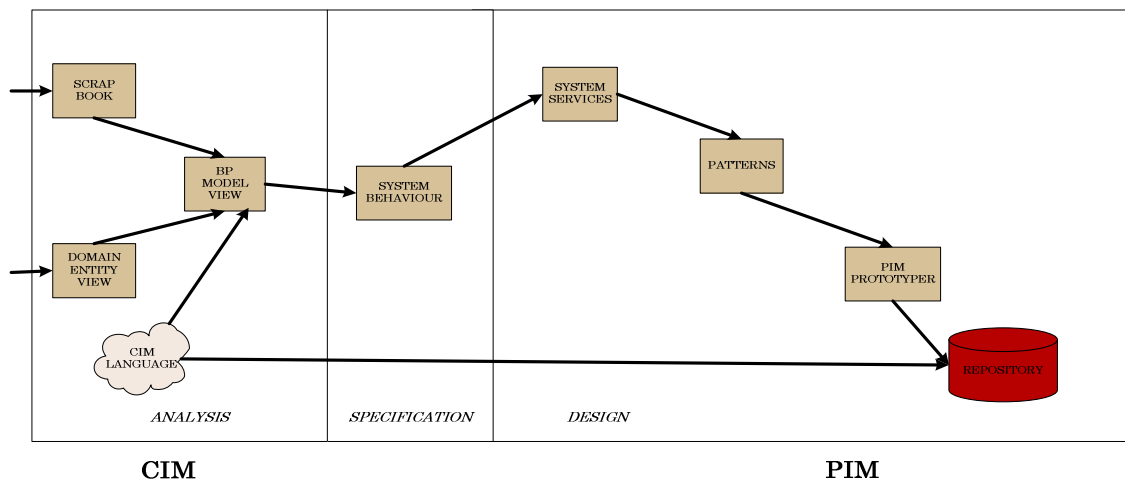 SCRAP
BOOK
BP
MODEL
VIEW
DOMAIN
ENTITY
VIEW
CIM
LANGUAGE
SYSTEM
BEHAVIOUR
SYSTEM
SERVICES
PATTERNS
PIM
PROTOTYPER
REPOSITORY
ANALYSIS
SPECIFICATION
DESIGN
CIM
PIM